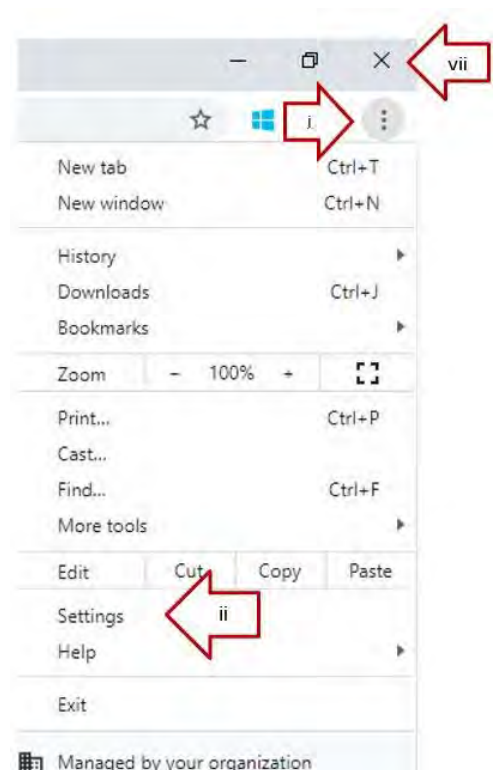 vii
i
New tab Ctrl+T
New window Ctrl+N
History
Downloads Ctrl+J
Bookmarks
Zoom - 100% +
Print... Ctrl+P
Cast...
Find... Ctrl+F
More tools
Edit Cut Copy Paste
Settings ii
Help
Exit
Managed by your organization